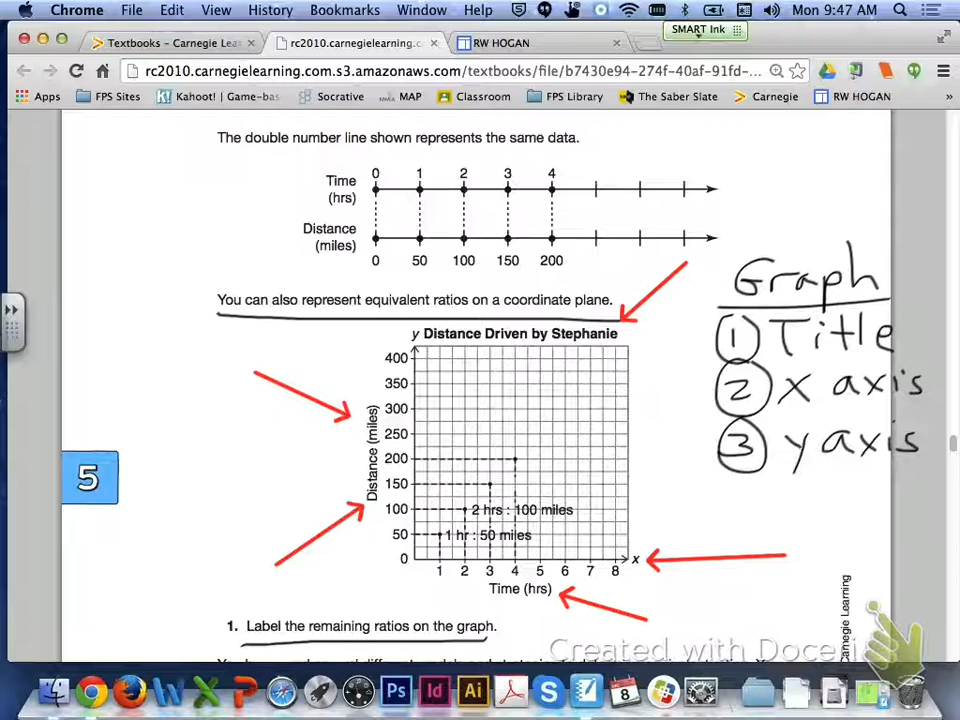 Chrome File Edit View History Bookmarks Window Help Mon 9:47 AM
SMART Ink
Textbooks – Carnegie Lea
rc2010.carnegielearning.com.
RW HOGAN
rc2010.carnegielearning.com.s3.amazonaws.com/textbooks/file/b7430e94-274f-40af-91fd-...
Apps FPS Sites Kahoot! | Game-bas Socrative MAP Classroom FPS Library The Saber Slate Carnegie RW HOGAN »
The double number line shown represents the same data.
0 1 2 3 4
Time
(hrs)
Distance
(miles)
0 50 100 150 200
You can also represent equivalent ratios on a coordinate plane.
y Distance Driven by Stephanie
400
350
300
250
200
150
100
50
0
Distance (miles)
2 hrs : 100 miles
1 hr : 50 miles
x
1 2 3 4 5 6 7 8
Time (hrs)
Graph
1 Title
2 x axis
3 y axis
5
1. Label the remaining ratios on the graph.
Carnegie Learning
Created with Doceri
Ps Id Ai
8